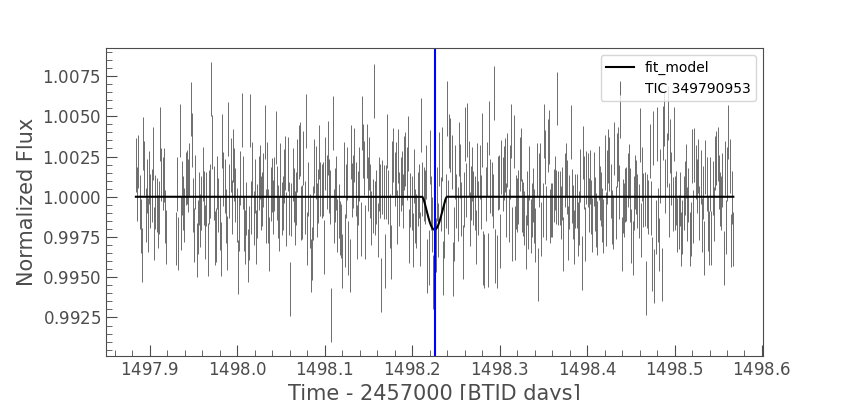 fit_model
TIC 349790953
1.0075
1.0050
1.0025
1.0000
0.9975
0.9950
0.9925
Normalized Flux
1497.9 1498.0 1498.1 1498.2 1498.3 1498.4 1498.5 1498.6
Time - 2457000 [BTJD days]